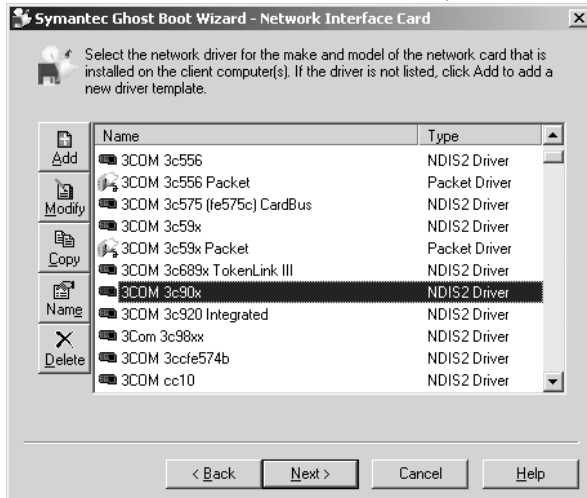 Symantec Ghost Boot Wizard - Network Interface Card
Select the network driver for the make and model of the network card that is
installed on the client computer(s). If the driver is not listed, click Add to add a
new driver template.
Add
Modify
Copy
Name
Delete
Name Type
3COM 3c556 NDIS2 Driver
3COM 3c556 Packet Packet Driver
3COM 3c575 (fe575c) CardBus NDIS2 Driver
3COM 3c59x NDIS2 Driver
3COM 3c59x Packet Packet Driver
3COM 3c689x TokenLink III NDIS2 Driver
3COM 3c90x NDIS2 Driver
3COM 3c920 Integrated NDIS2 Driver
3Com 3c98xx NDIS2 Driver
3COM 3ccfe574b NDIS2 Driver
3COM cc10 NDIS2 Driver
< Back Next > Cancel Help